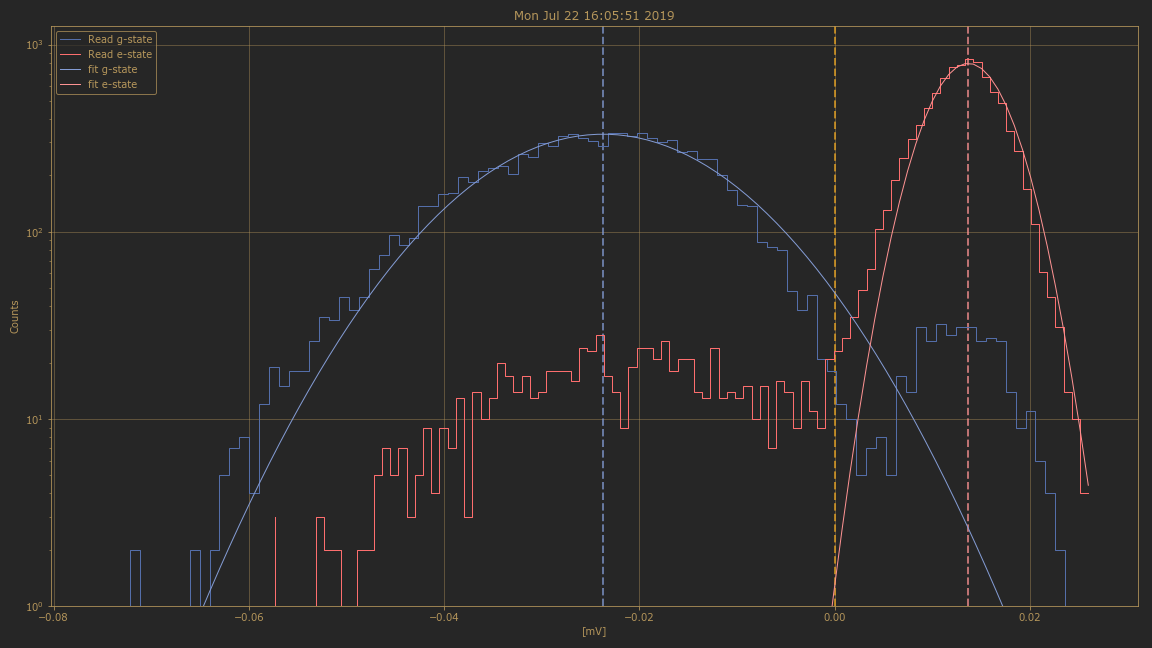 Mon Jul 22 16:05:51 2019
Read g-state
Read e-state
fit g-state
fit e-state
10³
10²
10¹
10⁰
Counts
−0.08 −0.06 −0.04 −0.02 0.00 0.02
[mV]